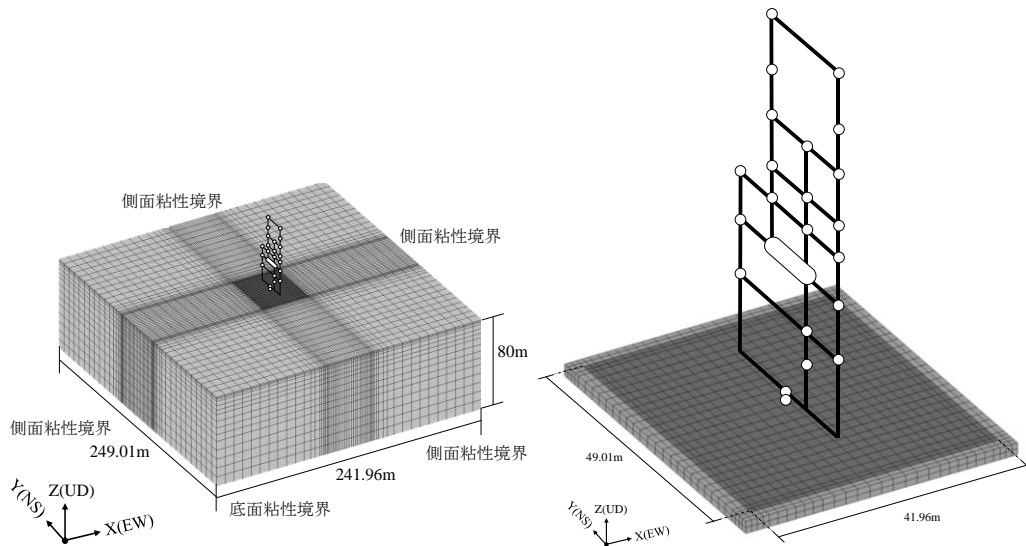 側面粘性境界
側面粘性境界
80m
側面粘性境界
249.01m
側面粘性境界
241.96m
底面粘性境界
Y(NS)
Z(UD)
X(EW)
49.01m
41.96m
Y(NS)
Z(UD)
X(EW)